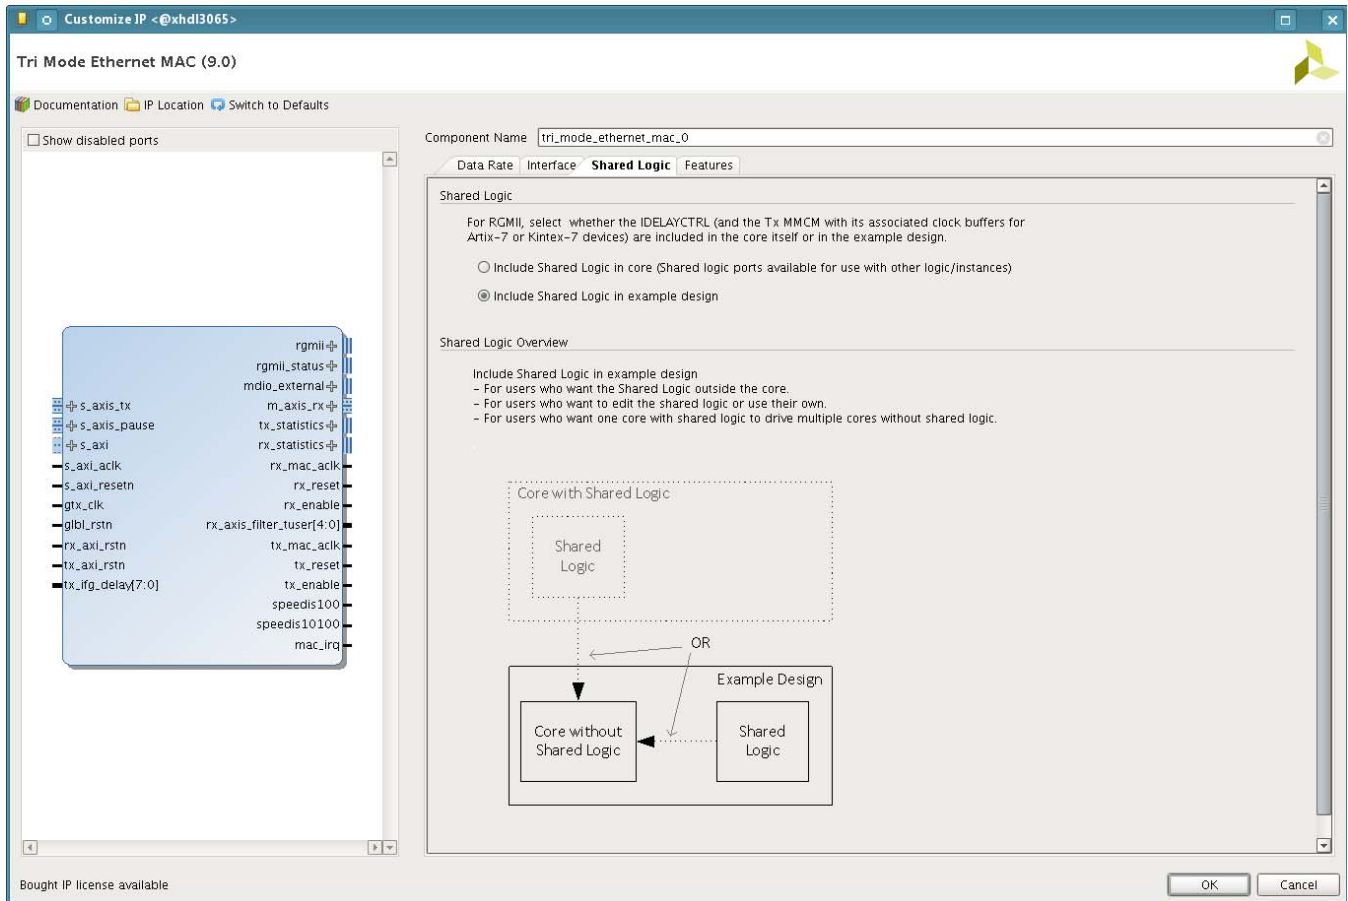 Customize IP <@xhdl3065>
Tri Mode Ethernet MAC (9.0)
Documentation IP Location Switch to Defaults
Show disabled ports
rgmii
rgmii_status
mdio_external
s_axis_tx m_axis_rx
s_axis_pause tx_statistics
s_axi rx_statistics
s_axi_aclk rx_mac_aclk
s_axi_resetn rx_reset
gtx_clk rx_enable
glbl_rstn rx_axis_filter_tuser[4:0]
rx_axi_rstn tx_mac_aclk
tx_axi_rstn tx_reset
tx_ifg_delay[7:0] tx_enable
speedis100
speedis10100
mac_irq
Component Name tri_mode_ethernet_mac_0
Data Rate Interface Shared Logic Features
Shared Logic
For RGMII, select whether the IDELAYCTRL (and the Tx MMCM with its associated clock buffers for
Artix-7 or Kintex-7 devices) are included in the core itself or in the example design.
Include Shared Logic in core (Shared logic ports available for use with other logic/instances)
Include Shared Logic in example design
Shared Logic Overview
Include Shared Logic in example design
- For users who want the Shared Logic outside the core.
- For users who want to edit the shared logic or use their own.
- For users who want one core with shared logic to drive multiple cores without shared logic.
Core with Shared Logic
Shared
Logic
OR
Example Design
Core without
Shared Logic
Shared
Logic
Bought IP license available
OK Cancel